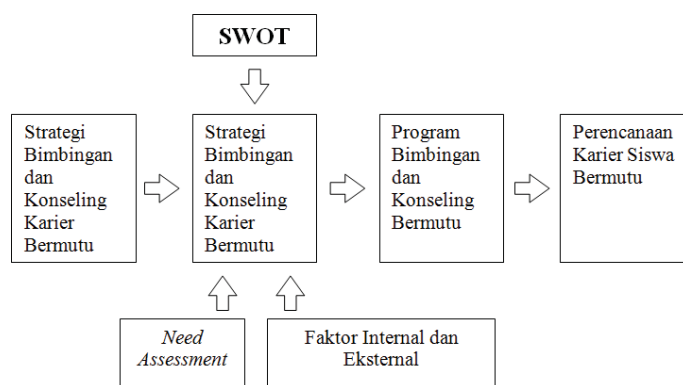 SWOT
Strategi
Bimbingan
dan
Konseling
Karier
Bermutu
Strategi
Bimbingan
dan
Konseling
Karier
Bermutu
Program
Bimbingan
dan
Konseling
Bermutu
Perencanaan
Karier Siswa
Bermutu
Need
Assessment
Faktor Internal dan
Eksternal